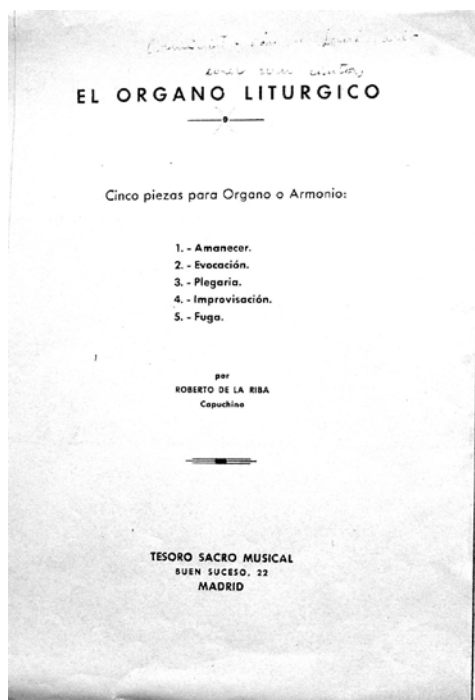 EL ORGANO LITURGICO
Cinco piezas para Organo o Armonio:
1. - Amanecer.
2. - Evocación.
3. - Plegaria.
4. - Improvisación.
5. - Fuga.
por
ROBERTO DE LA RIBA
Capuchino
TESORO SACRO MUSICAL
BUEN SUCESO, 22
MADRID